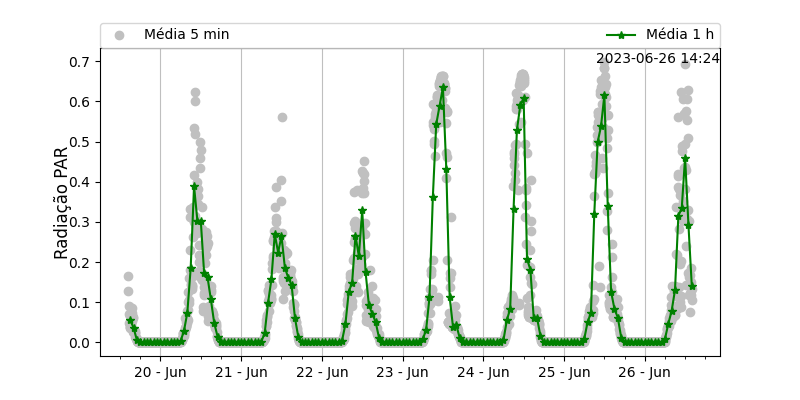 Média 5 min
Média 1 h
2023-06-26 14:24
0.7
0.6
0.5
0.4
0.3
0.2
0.1
0.0
Radiação PAR
20 - Jun
21 - Jun
22 - Jun
23 - Jun
24 - Jun
25 - Jun
26 - Jun